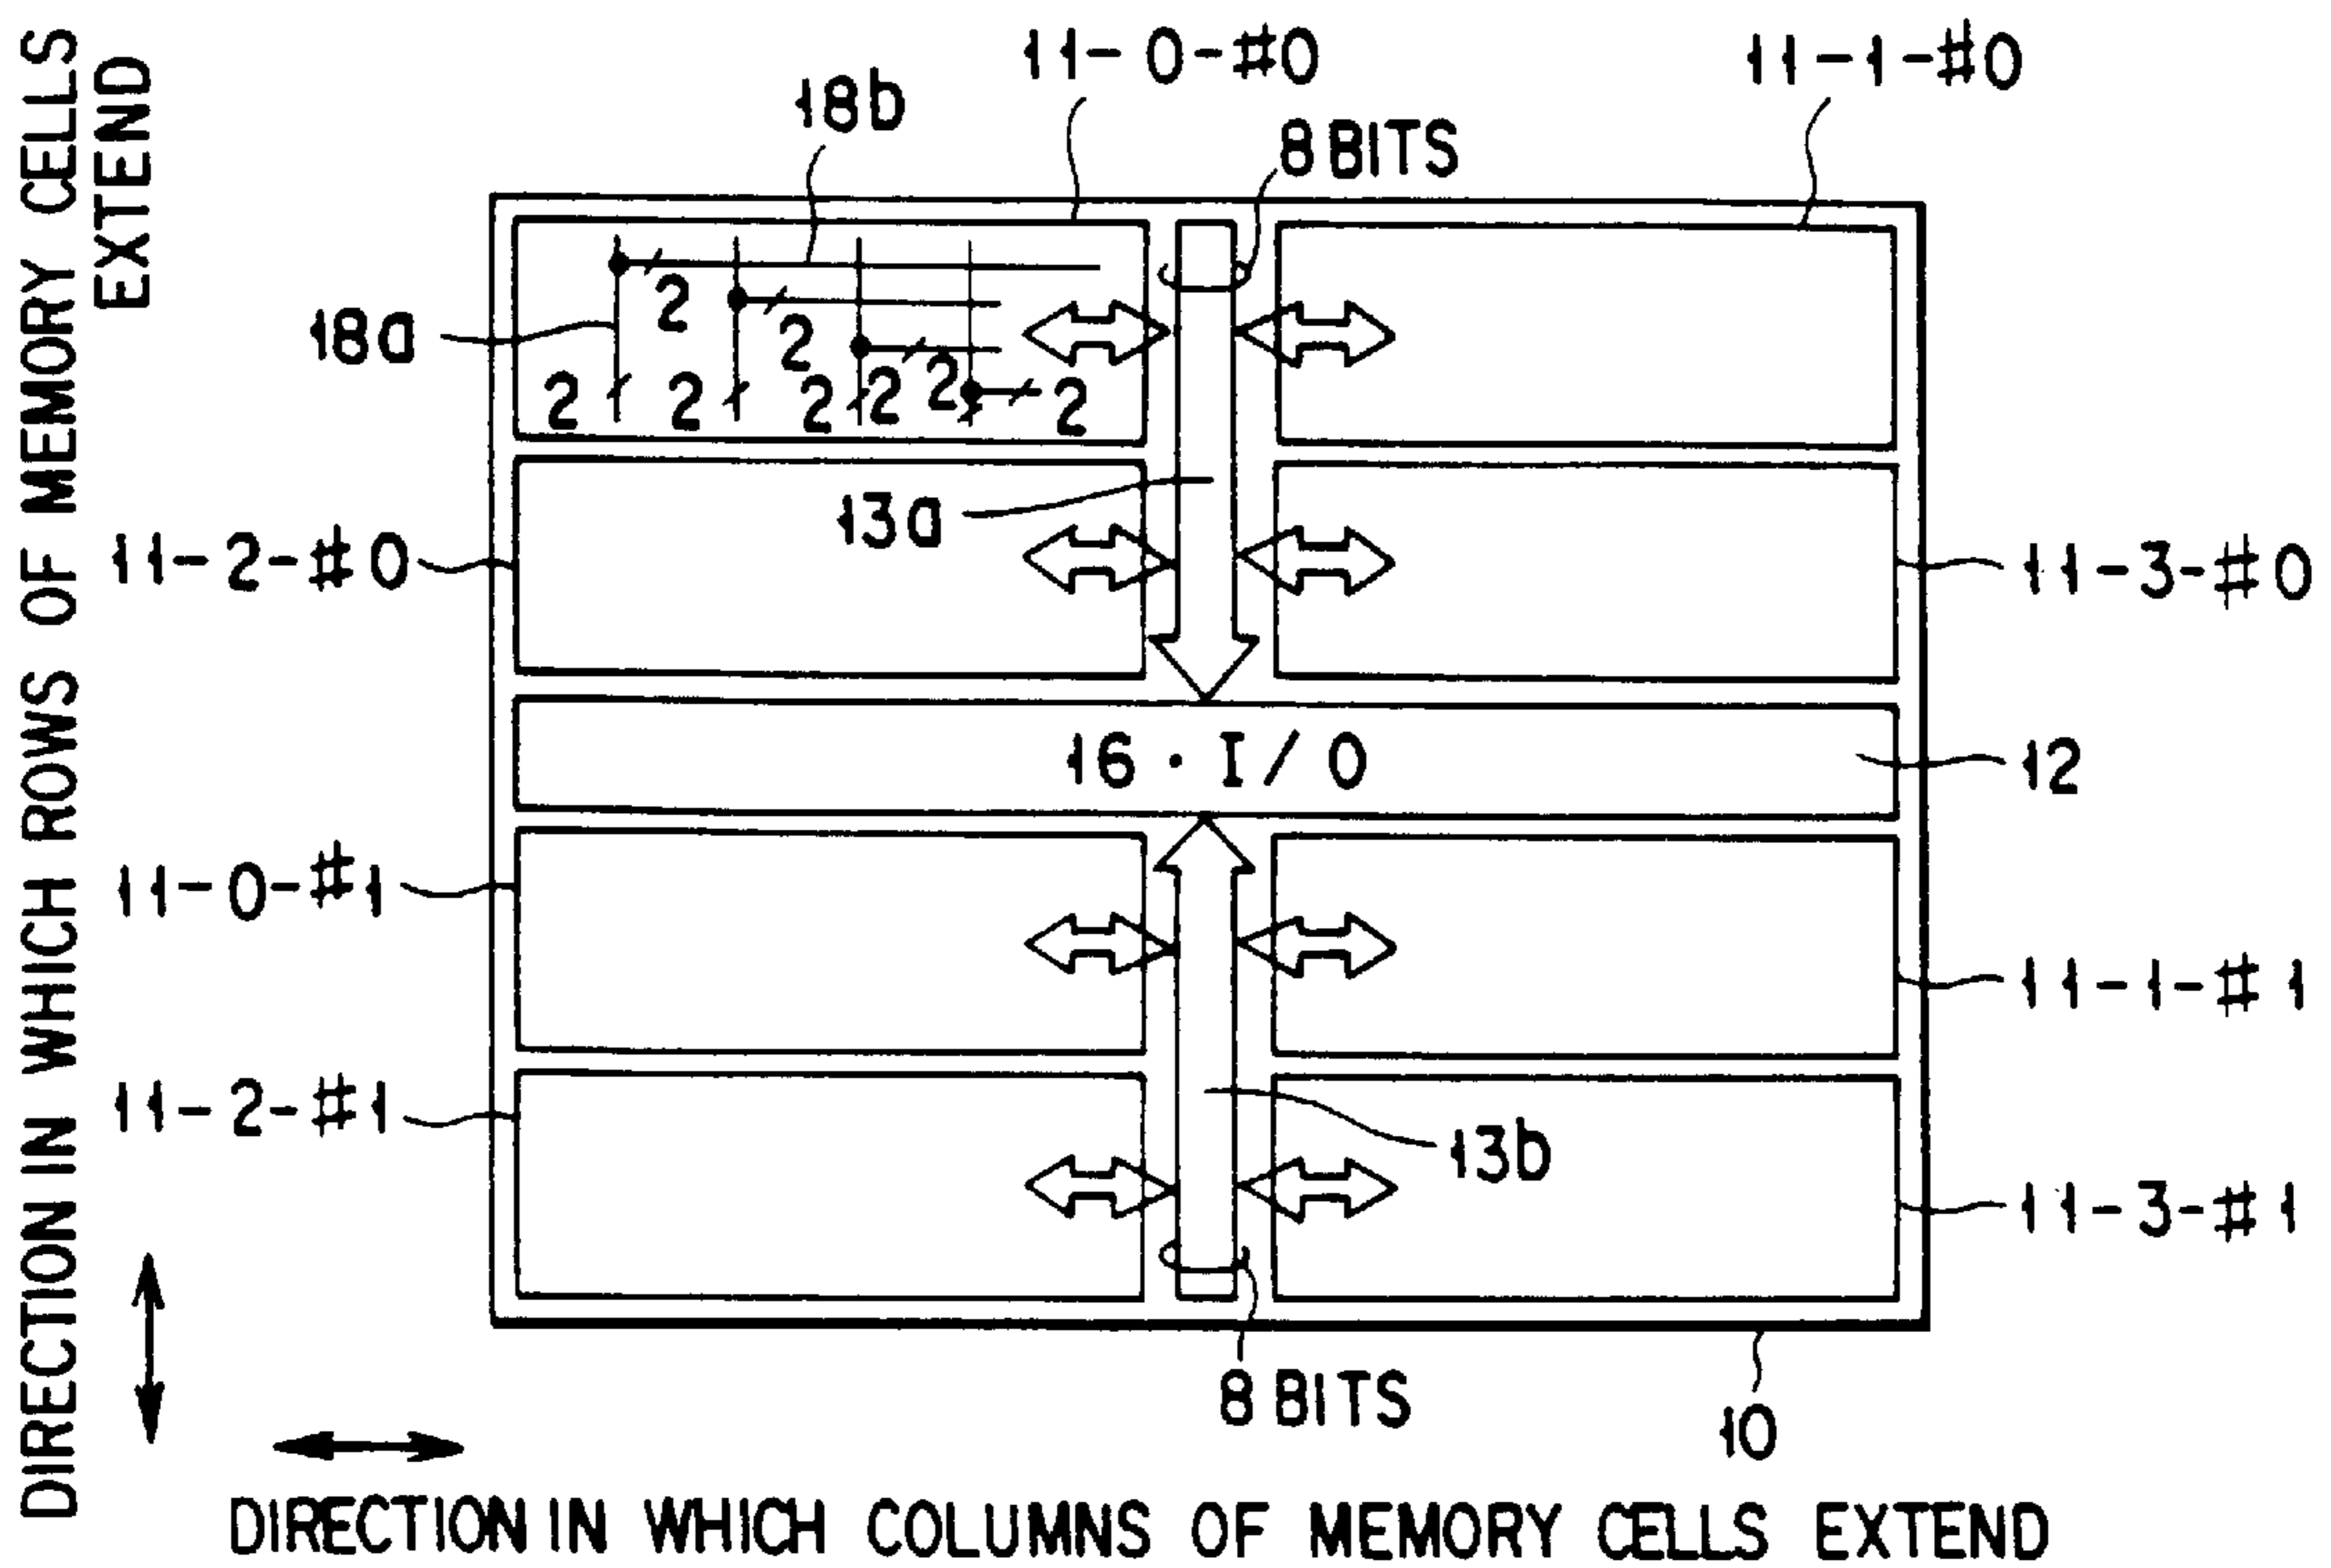 11-0-#0
11-1-#0
18b
8 BITS
18a
2
2
2
2
2
2
2
2
13a
11-2-#0
11-3-#0
16 · I/O
12
11-0-#1
11-1-#1
11-2-#1
13b
11-3-#1
8 BITS
10
DIRECTION IN WHICH ROWS OF MEMORY CELLS
EXTEND
DIRECTION IN WHICH COLUMNS OF MEMORY CELLS EXTEND